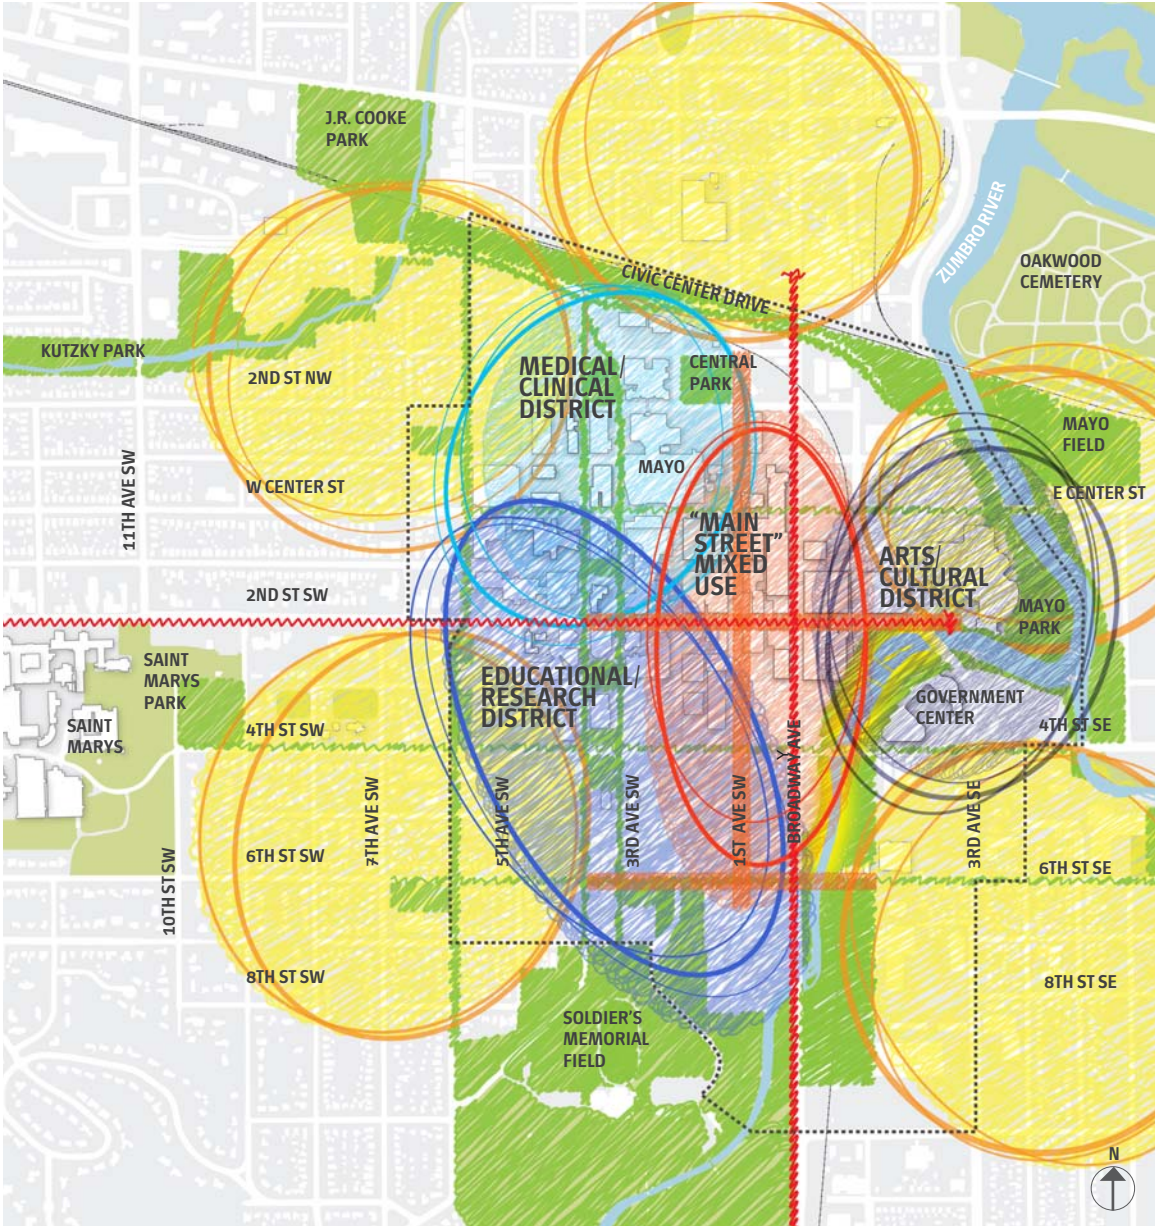 J.R. COOKE
PARK
ZUMBRO RIVER
OAKWOOD
CEMETERY
CIVIC CENTER DRIVE
KUTZKY PARK
2ND ST NW
MEDICAL/
CLINICAL
DISTRICT
CENTRAL
PARK
MAYO
FIELD
11TH AVE SW
W CENTER ST
MAYO
E CENTER ST
"MAIN
STREET"
MIXED
USE
ARTS/
CULTURAL
DISTRICT
2ND ST SW
MAYO
PARK
SAINT
MARYS
PARK
EDUCATIONAL/
RESEARCH
DISTRICT
GOVERNMENT
CENTER
SAINT
MARYS
4TH ST SW
4TH ST SE
7TH AVE SW
5TH AVE SW
3RD AVE SW
1ST AVE SW
BROADWAY AVE
Y
3RD AVE SE
10TH ST SW
6TH ST SW
6TH ST SE
8TH ST SW
8TH ST SE
SOLDIER'S
MEMORIAL
FIELD
N